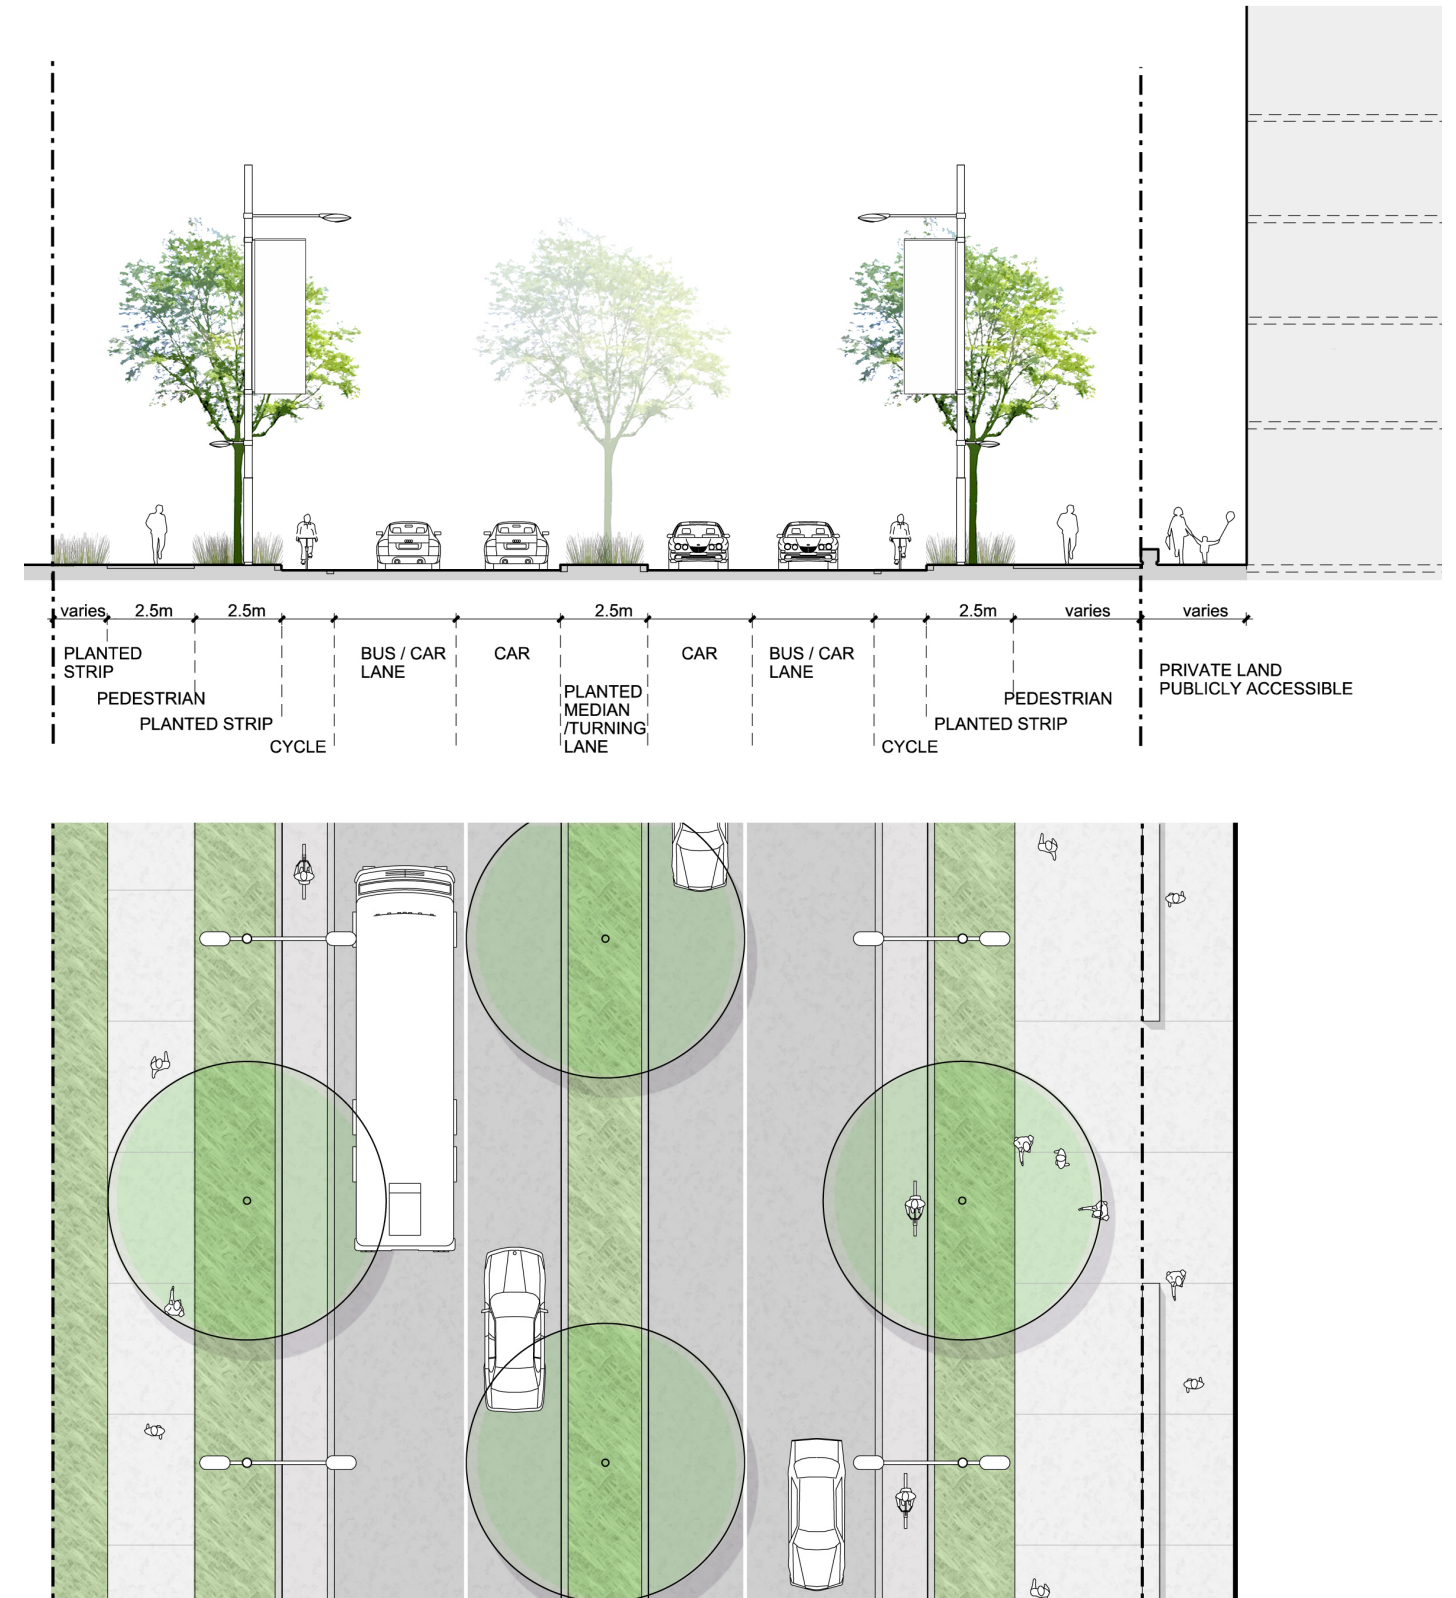 varies
2.5m
2.5m
2.5m
2.5m
varies
varies
PLANTED
STRIP
PEDESTRIAN
PLANTED STRIP
CYCLE
BUS / CAR
LANE
CAR
PLANTED
MEDIAN
/TURNING
LANE
CAR
BUS / CAR
LANE
CYCLE
PLANTED STRIP
PEDESTRIAN
PRIVATE LAND
PUBLICLY ACCESSIBLE